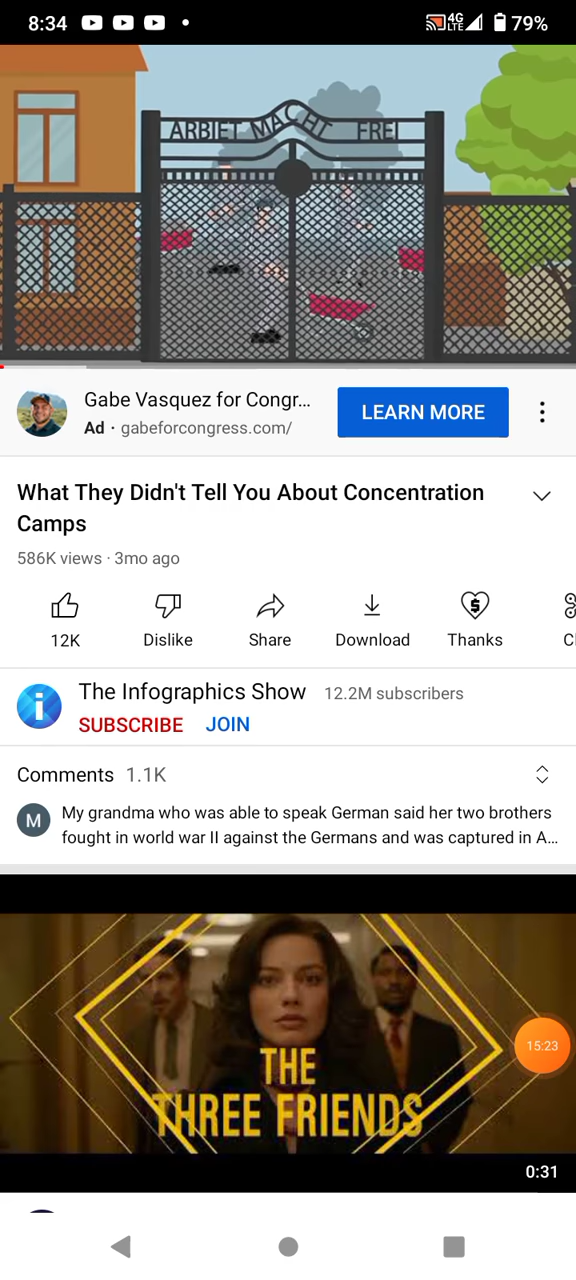 8:34
4G
LTE
79%
ARBIET MACHT FREI
Gabe Vasquez for Congr...
Ad · gabeforcongress.com/
LEARN MORE
What They Didn't Tell You About Concentration
Camps
586K views · 3mo ago
12K
Dislike
Share
Download
Thanks
Cl
The Infographics Show 12.2M subscribers
SUBSCRIBE JOIN
Comments 1.1K
M
My grandma who was able to speak German said her two brothers
fought in world war II against the Germans and was captured in A...
THE
THREE FRIENDS
15:23
0:31